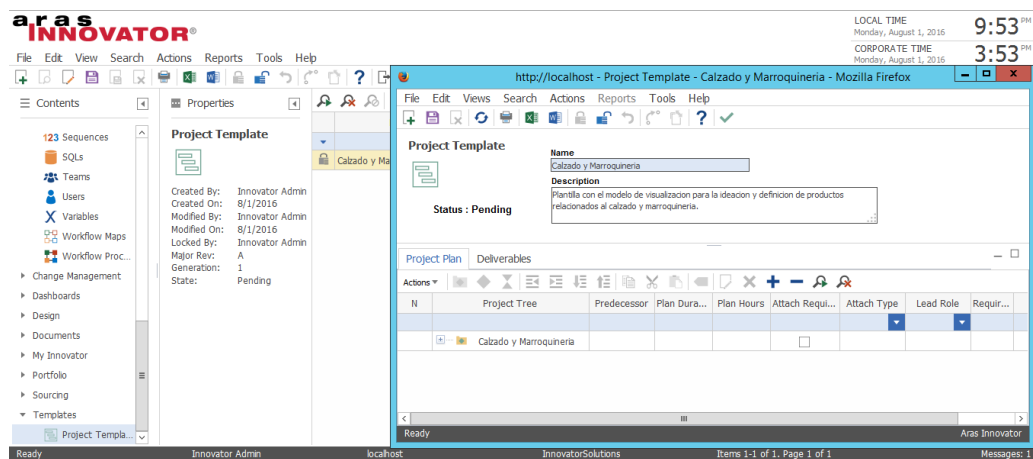 aras
INNOVATOR®
LOCAL TIME
Monday, August 1, 2016
9:53 PM
CORPORATE TIME
Monday, August 1, 2016
3:53 PM
File Edit View Search Actions Reports Tools Help
Contents
123 Sequences
SQLs
Teams
Users
Variables
Workflow Maps
Workflow Proc...
Change Management
Dashboards
Design
Documents
My Innovator
Portfolio
Sourcing
Templates
Project Templa...
Properties
Project Template
Created By: Innovator Admin
Created On: 8/1/2016
Modified By: Innovator Admin
Modified On: 8/1/2016
Locked By: Innovator Admin
Major Rev: A
Generation: 1
State: Pending
Calzado y Ma
http://localhost - Project Template - Calzado y Marroquineria - Mozilla Firefox
File Edit Views Search Actions Reports Tools Help
Project Template
Status : Pending
Name
Calzado y Marroquineria
Description
Plantilla con el modelo de visualizacion para la ideacion y definicion de productos
relacionados al calzado y marroquineria.
Project Plan Deliverables
Actions
N Project Tree Predecessor Plan Dura... Plan Hours Attach Requi... Attach Type Lead Role Requir...
Calzado y Marroquineria
Ready Aras Innovator
Ready Innovator Admin localhost InnovatorSolutions Items 1-1 of 1. Page 1 of 1 Messages: 1